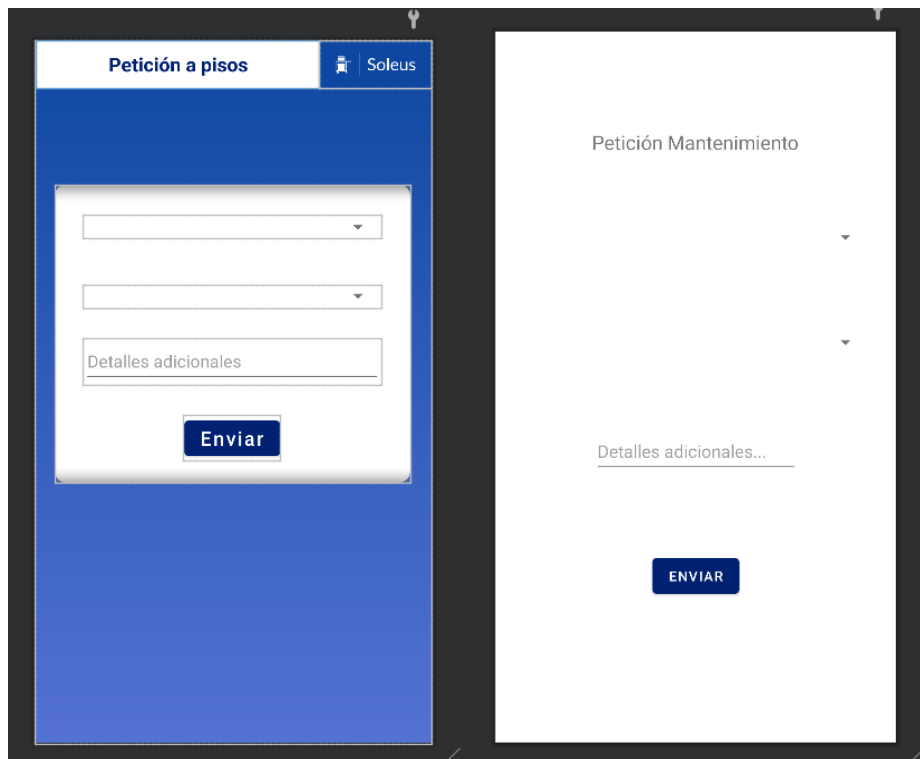 Petición a pisos
Soleus
Detalles adicionales
Enviar
Petición Mantenimiento
Detalles adicionales...
ENVIAR